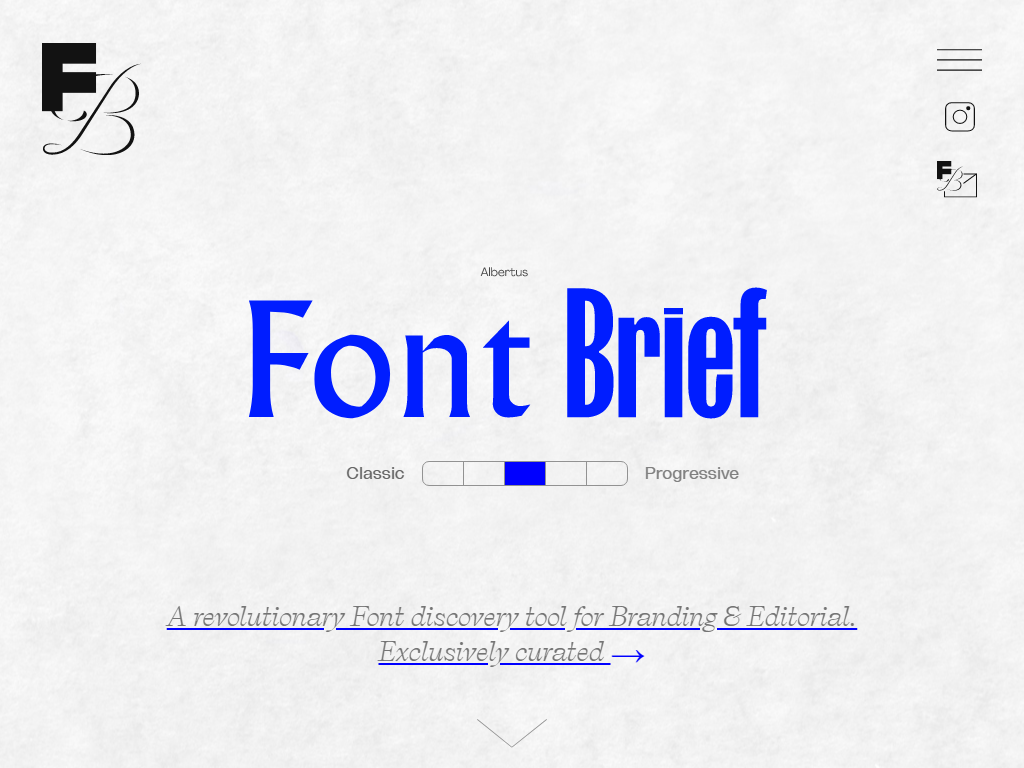 FB
FB
Albertus
Font Brief
Classic Progressive
A revolutionary Font discovery tool for Branding & Editorial.
Exclusively curated →